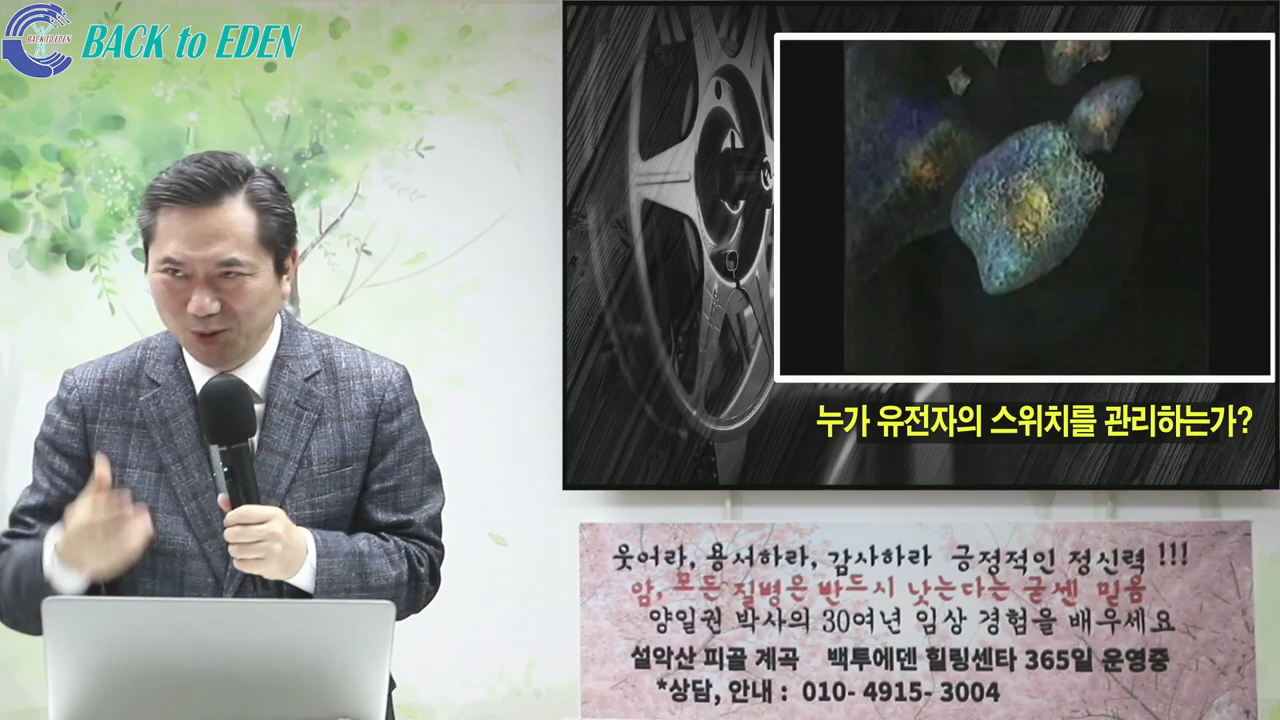 BACK to EDEN
BACK TO EDEN
누가 유전자의 스위치를 관리하는가?
웃어라, 용서하라, 감사하라 긍정적인 정신력 !!!
암, 모든 질병은 반드시 낫는다는 굳센 믿음
양일권 박사의 30여년 임상 경험을 배우세요
설악산 피골 계곡 백투에덴 힐링센타 365일 운영중
*상담, 안내 : 010- 4915- 3004